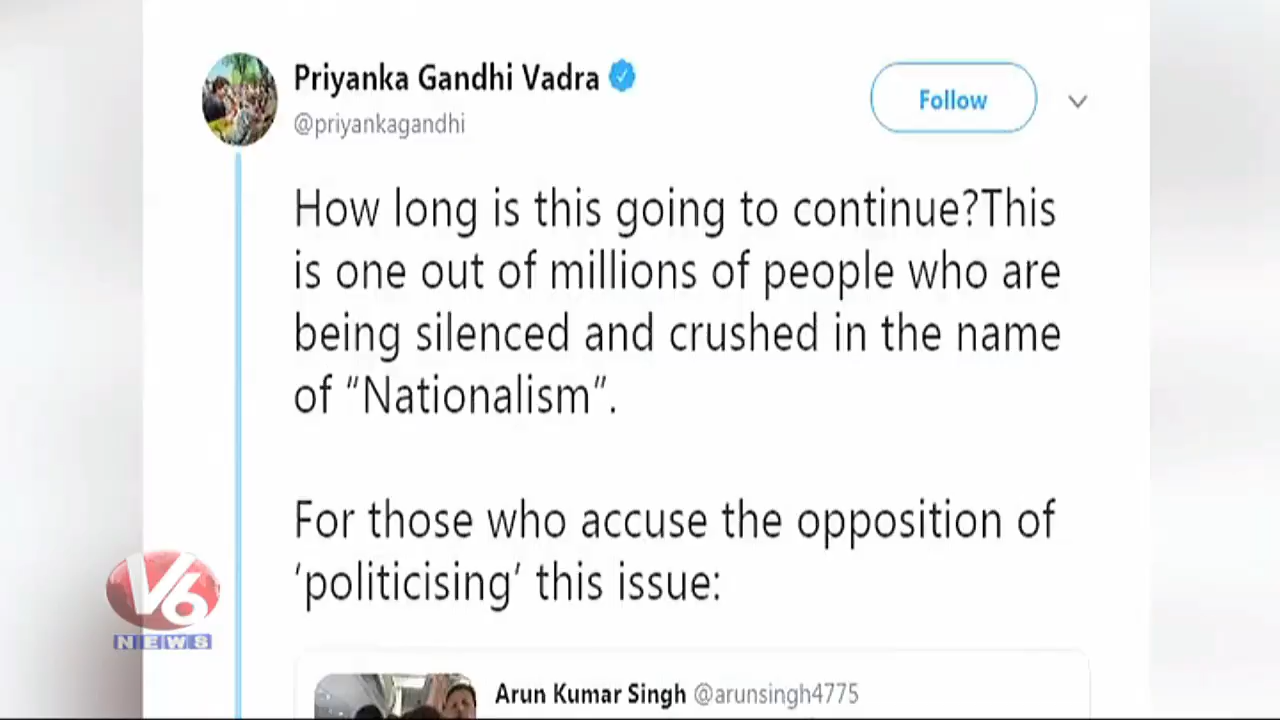 Priyanka Gandhi Vadra
@priyankagandhi
Follow
How long is this going to continue?This
is one out of millions of people who are
being silenced and crushed in the name
of “Nationalism”.
For those who accuse the opposition of
‘politicising’ this issue:
V6
NEWS
Arun Kumar Singh @arunsingh4775